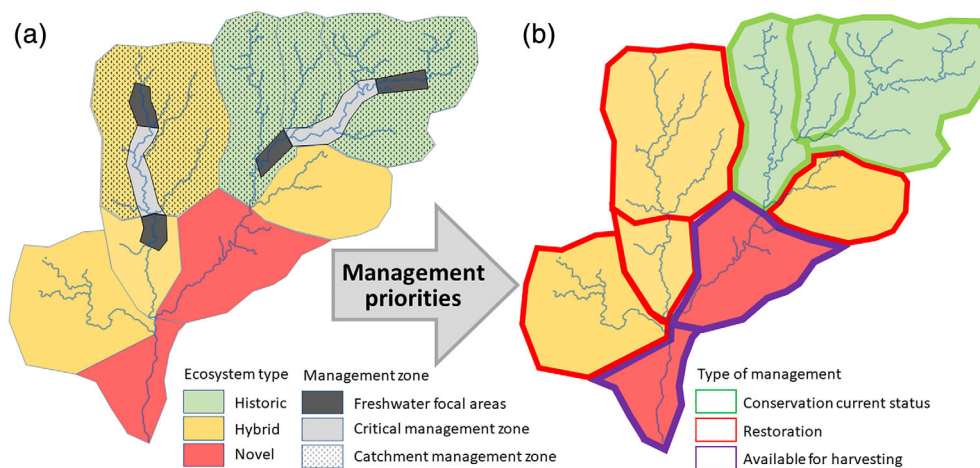 (a)
(b)
Management
priorities
Ecosystem type
Historic
Hybrid
Novel
Management zone
Freshwater focal areas
Critical management zone
Catchment management zone
Type of management
Conservation current status
Restoration
Available for harvesting